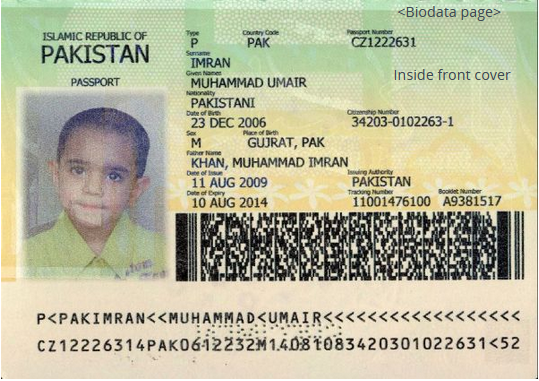 <Biodata page>
ISLAMIC REPUBLIC OF
PAKISTAN
PASSPORT
Type Country Code Passport Number
P PAK CZ1222631
Surname
IMRAN
Inside front cover
Given Names
MUHAMMAD UMAIR
Nationality
PAKISTANI
Date of Birth Citizenship Number
23 DEC 2006 34203-0102263-1
Sex Place of Birth
M GUJRAT, PAK
Father Name
KHAN, MUHAMMAD IMRAN
Date of Issue Issuing Authority
11 AUG 2009 PAKISTAN
Date of Expiry Tracking Number Booklet Number
10 AUG 2014 11001476100 A9381517
P<PAKIMRAN<<MUHAMMAD<UMAIR<<<<<<<<<<<<<<<<<<
CZ12226314PAK0612232M14081083420301022631<52